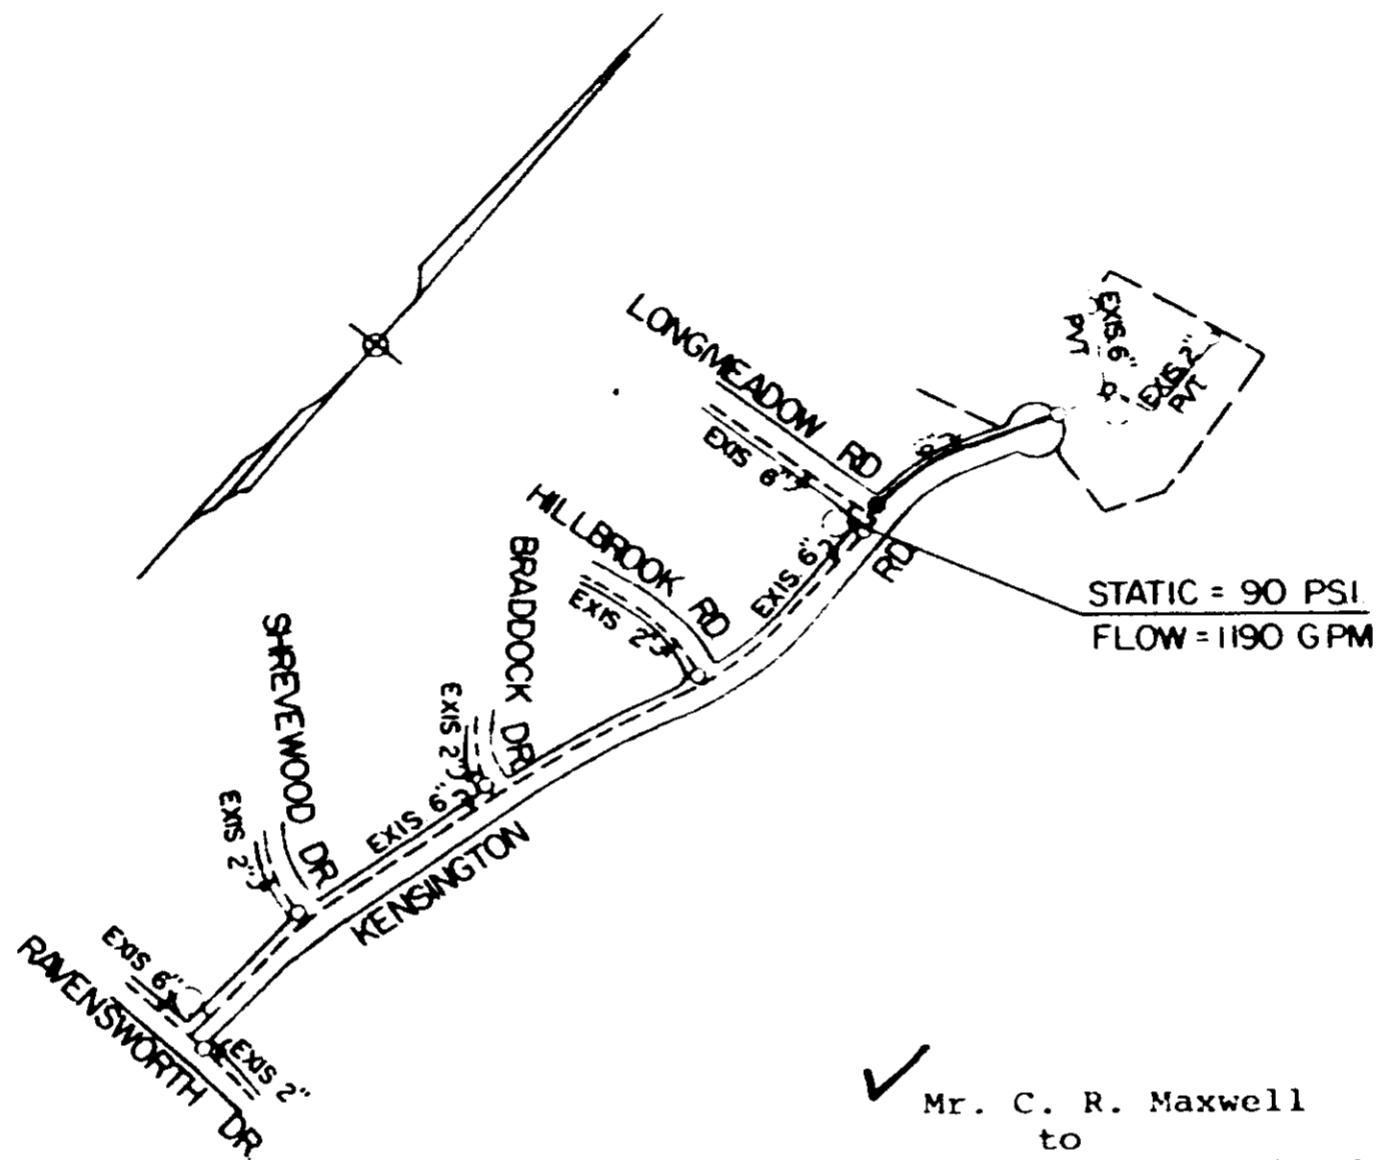 LONGMEADOW RD
EXIS 6"
PVT
EXIS 2"
PVT
EXIS 6"
8"
HILLBROOK RD
EXIS 2"
BRADDOCK DR
EXIS 2"
EXIS 6"
RD
STATIC = 90 PSI.
FLOW = 1190 GPM
SHREVEWOOD DR
EXIS 2"
EXIS 6"
KENSINGTON
RAVENSWORTH DR.
EXIS 6"
EXIS 2"
Mr. C. R. Maxwell
to